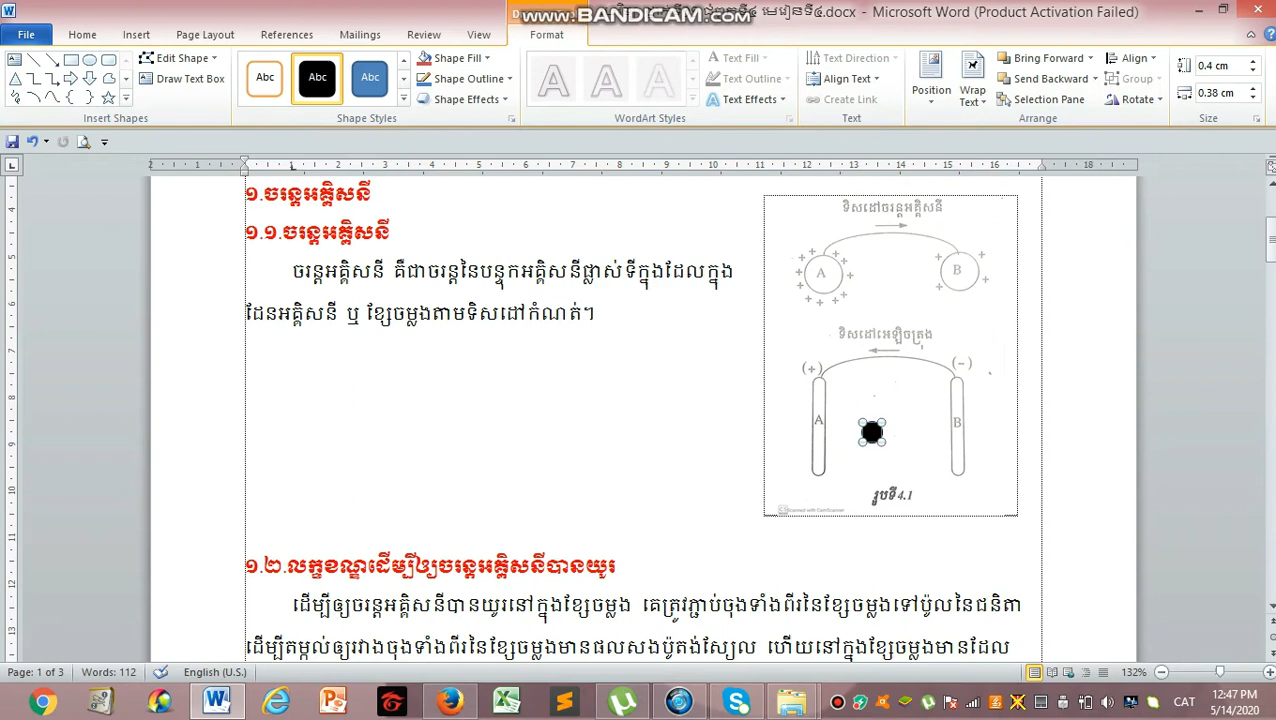 www.BANDICAM.com
មេរៀនទី៤.docx - Microsoft Word (Product Activation Failed)
File Home Insert Page Layout References Mailings Review View Format
Edit Shape
Draw Text Box
Insert Shapes
Abc Abc Abc
Shape Fill
Shape Outline
Shape Effects
Shape Styles
A A A
Text Fill
Text Outline
Text Effects
WordArt Styles
Text Direction
Align Text
Create Link
Text
Position
Wrap Text
Bring Forward
Send Backward
Selection Pane
Align
Group
Rotate
Arrange
0.4 cm
0.38 cm
Size
១.ចរន្តអគ្គិសនី
១.១.ចរន្តអគ្គិសនី
ចរន្តអគ្គិសនី គឺជាចរន្តនៃបន្ទុកអគ្គិសនីផ្លាស់ទីក្នុងដែលក្នុង
ដែនអគ្គិសនី ឬ ខ្សែចម្លងតាមទិសដៅកំណត់។
ទិសដៅចរន្តអគ្គិសនី
A B
ទិសដៅអេឡិចត្រុង
(+) (-)
A B
រូបទី4.1
Scanned with CamScanner
១.២.លក្ខខណ្ឌដើម្បីឲ្យចរន្តអគ្គិសនីបានយូរ
ដើម្បីឲ្យចរន្តអគ្គិសនីបានយូរនៅក្នុងខ្សែចម្លង គេត្រូវភ្ជាប់ចុងទាំងពីរនៃខ្សែចម្លងទៅប៉ូលនៃជនិតា
ដើម្បីតម្កល់ឲ្យរវាងចុងទាំងពីរនៃខ្សែចម្លងមានផលសងប៉ូតង់ស្យែល ហើយនៅក្នុងខ្សែចម្លងមានដែល
Page: 1 of 3 Words: 112 English (U.S.) 132%
CAT 12:47 PM
5/14/2020